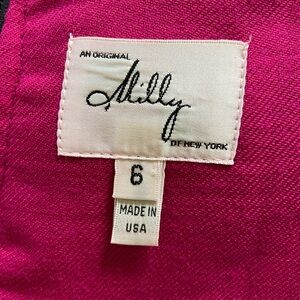 AN ORIGINAL
Milly
OF NEW YORK
6
MADE IN
USA